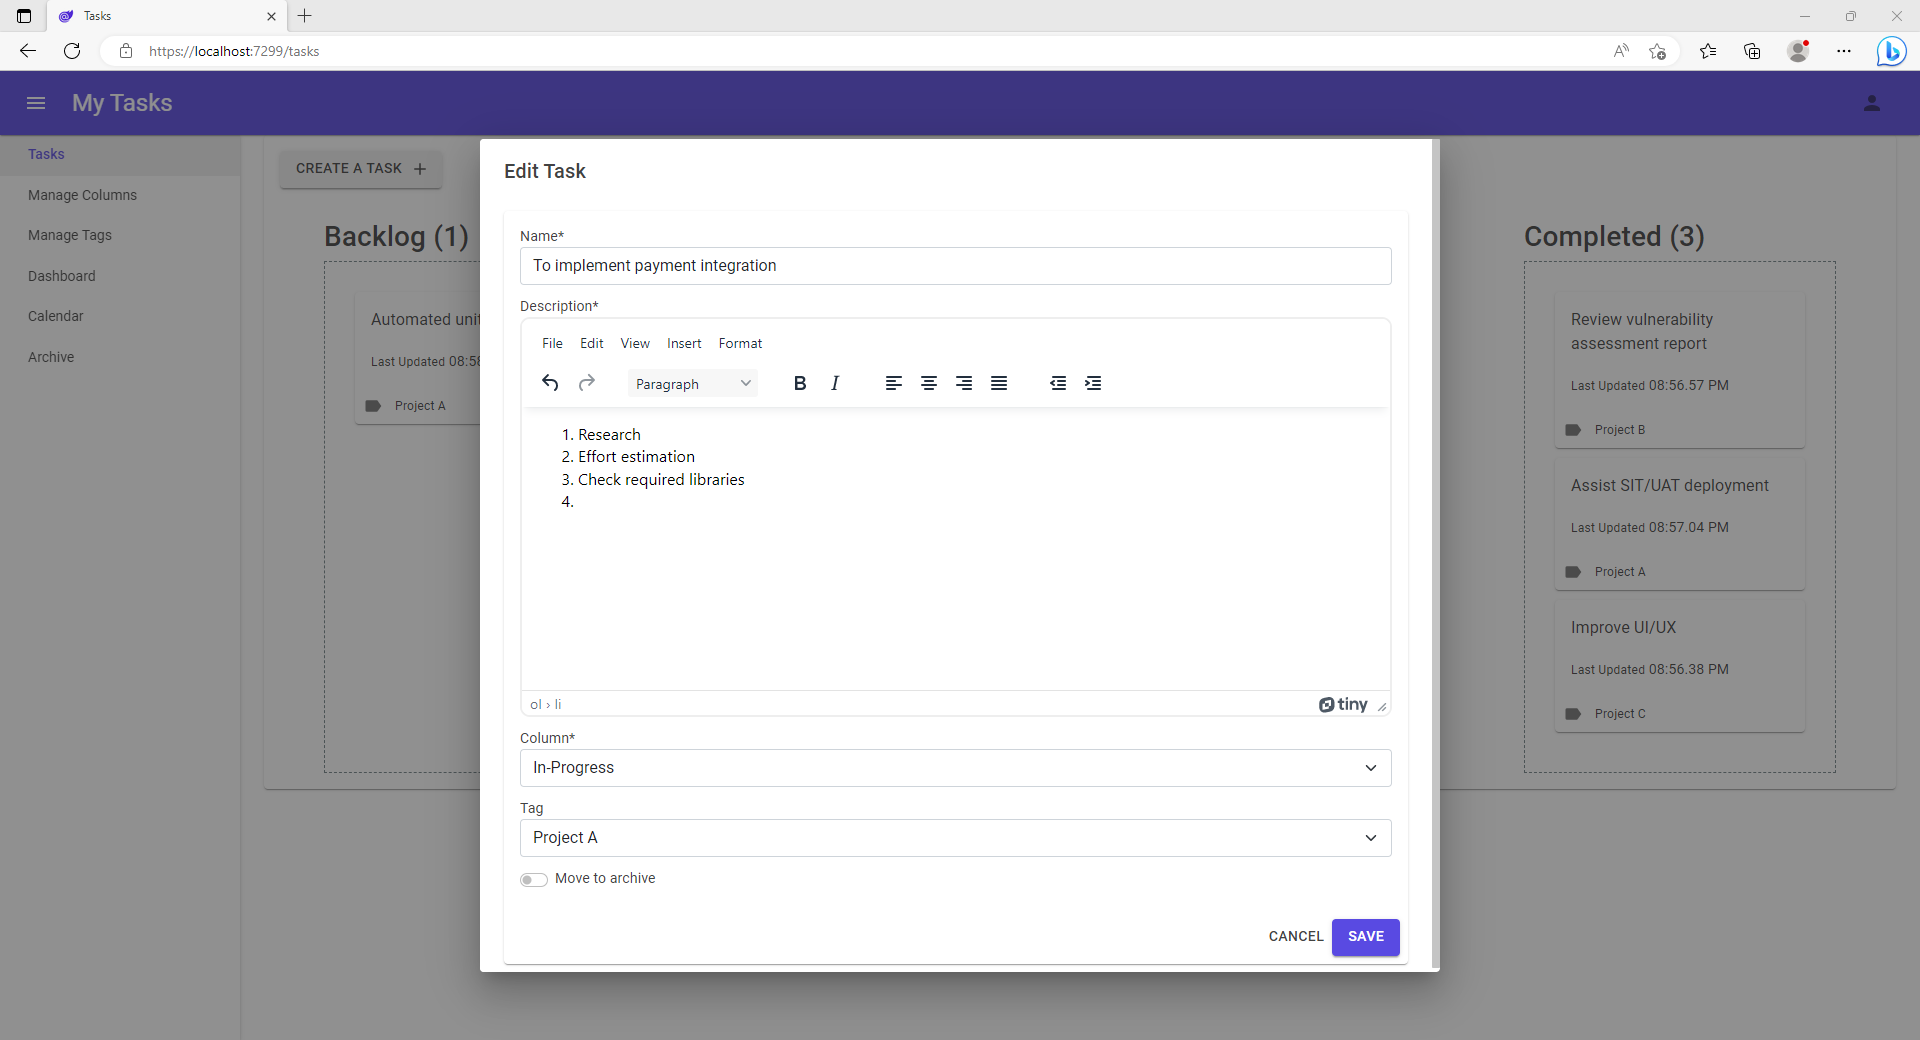 Tasks
https://localhost:7299/tasks
My Tasks
Tasks
Manage Columns
Manage Tags
Dashboard
Calendar
Archive
CREATE A TASK
Backlog (1)
Automated unit
Last Updated 08:58
Project A
Edit Task
Name*
To implement payment integration
Description*
File Edit View Insert Format
Paragraph B I
1. Research
2. Effort estimation
3. Check required libraries
4.
ol › li
tiny
Column*
In-Progress
Tag
Project A
Move to archive
CANCEL SAVE
Completed (3)
Review vulnerability
assessment report
Last Updated 08:56.57 PM
Project B
Assist SIT/UAT deployment
Last Updated 08:57.04 PM
Project A
Improve UI/UX
Last Updated 08:56.38 PM
Project C